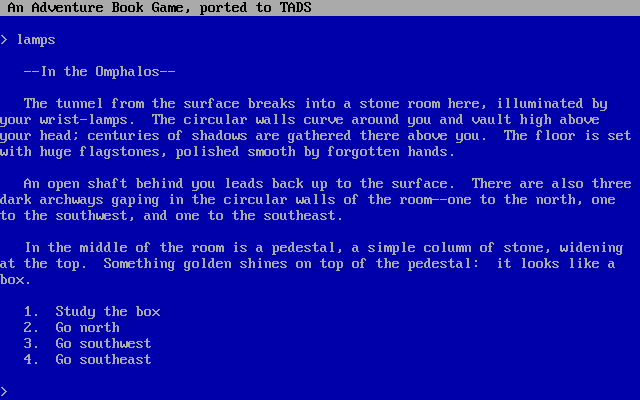 An Adventure Book Game, ported to TADS
> lamps
--In the Omphalos--
The tunnel from the surface breaks into a stone room here, illuminated by
your wrist-lamps.  The circular walls curve around you and vault high above
your head; centuries of shadows are gathered there above you.  The floor is set
with huge flagstones, polished smooth by forgotten hands.
An open shaft behind you leads back up to the surface.  There are also three
dark archways gaping in the circular walls of the room--one to the north, one
to the southwest, and one to the southeast.
In the middle of the room is a pedestal, a simple column of stone, widening
at the top.  Something golden shines on top of the pedestal:  it looks like a
box.
1.  Study the box
2.  Go north
3.  Go southwest
4.  Go southeast
>